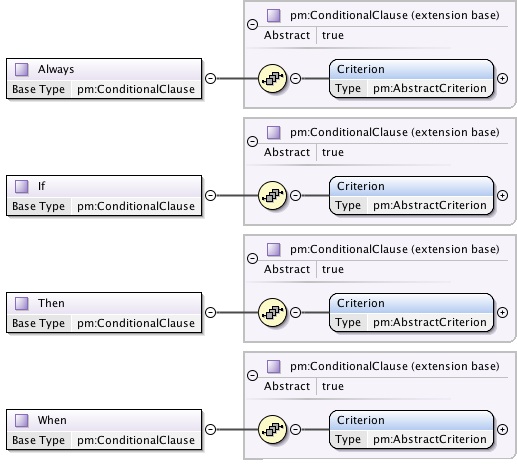 pm:ConditionalClause (extension base)
Abstract true
Always
Base Type pm:ConditionalClause
Criterion
Type pm:AbstractCriterion
pm:ConditionalClause (extension base)
Abstract true
If
Base Type pm:ConditionalClause
Criterion
Type pm:AbstractCriterion
pm:ConditionalClause (extension base)
Abstract true
Then
Base Type pm:ConditionalClause
Criterion
Type pm:AbstractCriterion
pm:ConditionalClause (extension base)
Abstract true
When
Base Type pm:ConditionalClause
Criterion
Type pm:AbstractCriterion